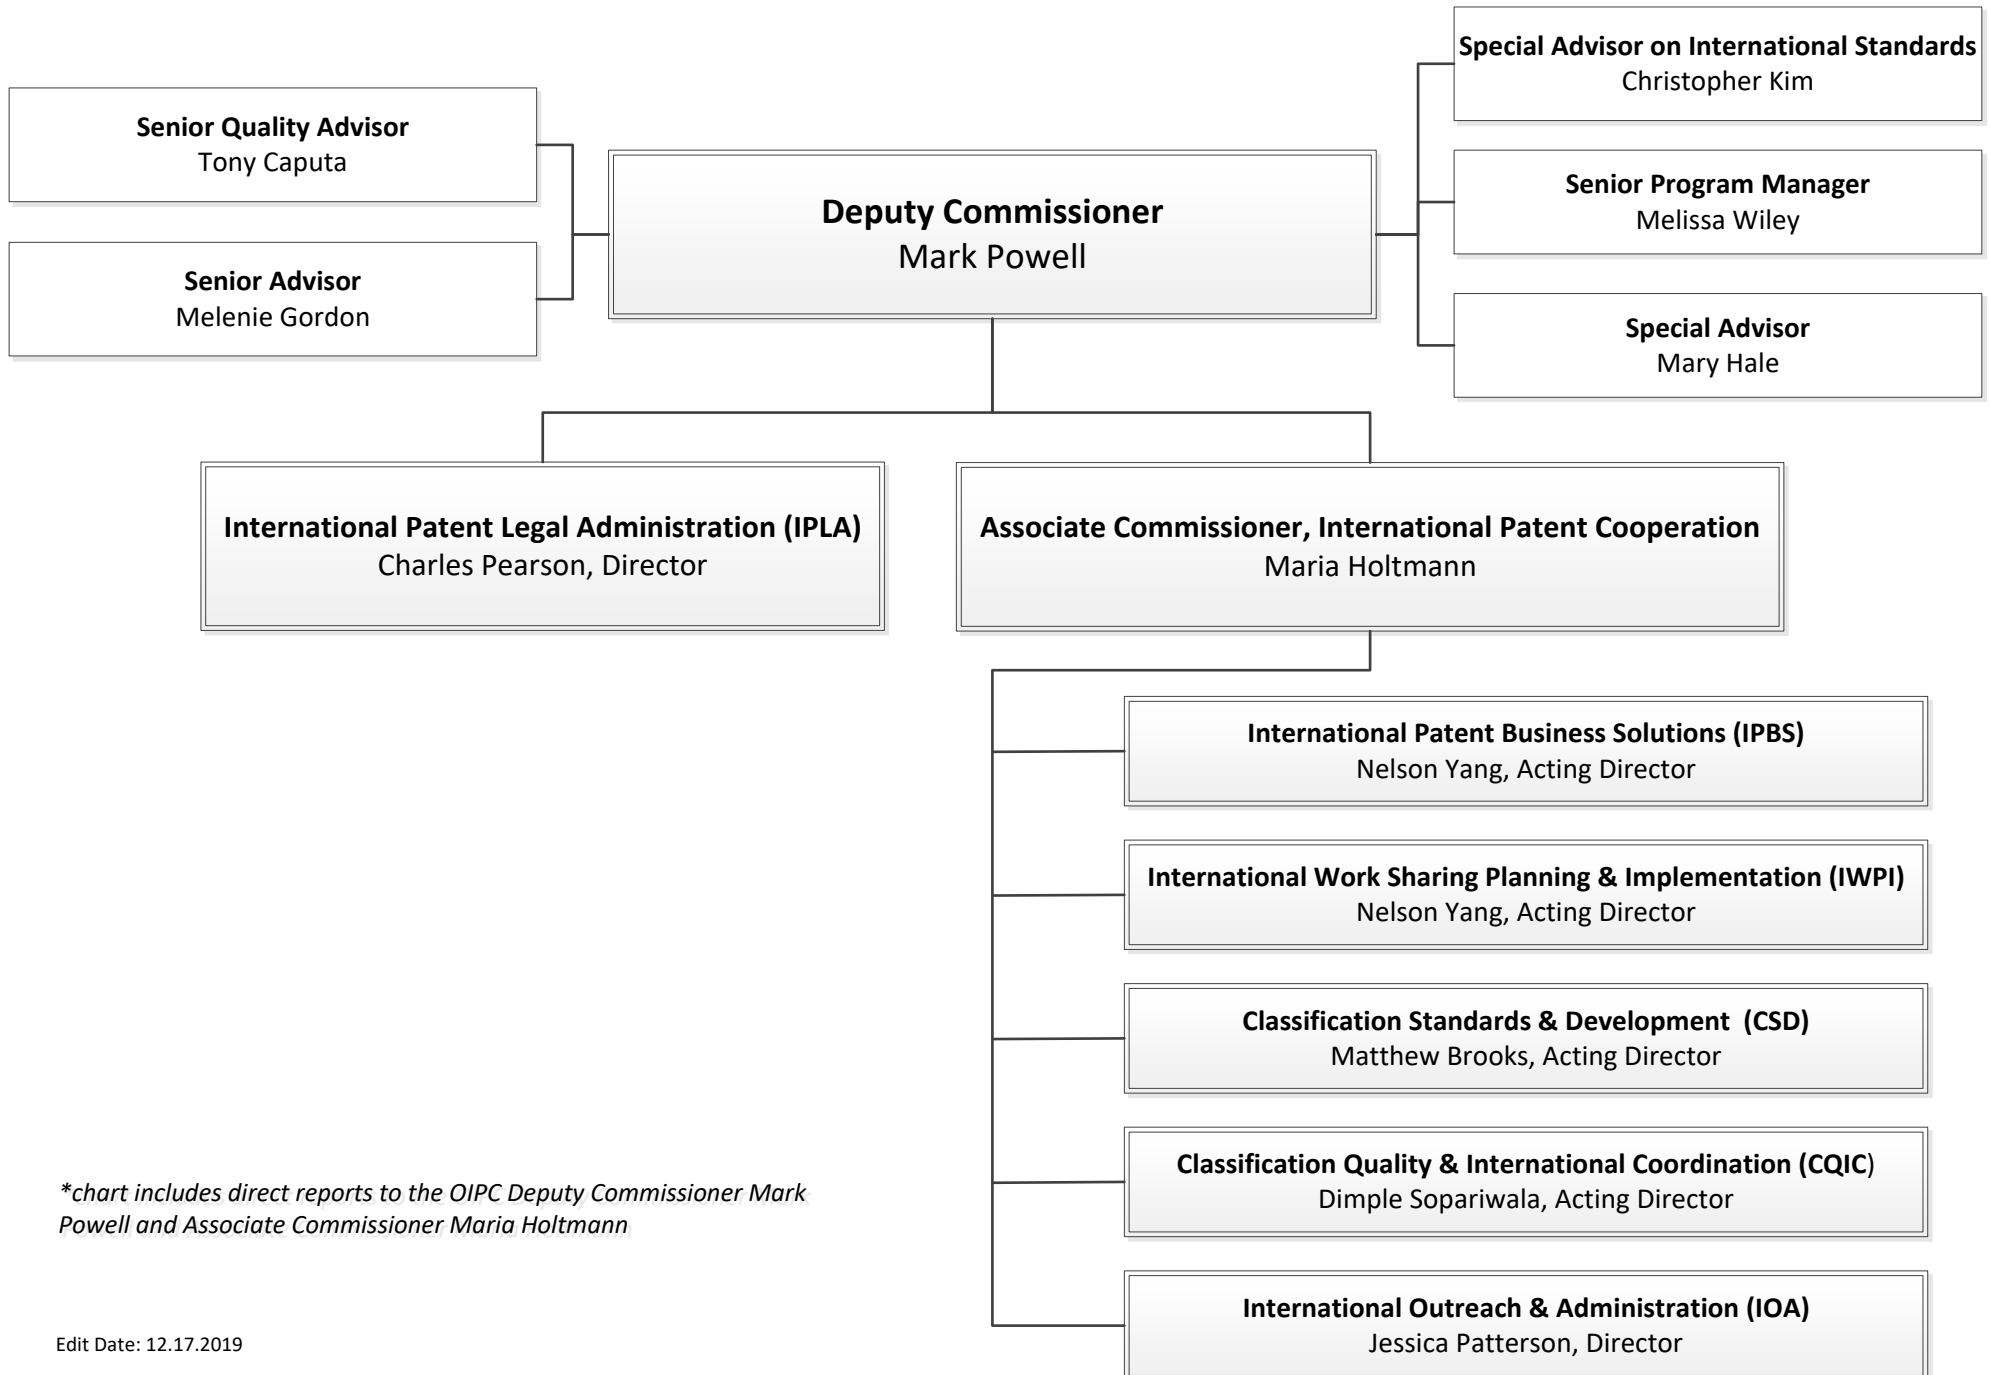 Special Advisor on International Standards
Christopher Kim
Senior Quality Advisor
Tony Caputa
Senior Program Manager
Melissa Wiley
Deputy Commissioner
Mark Powell
Senior Advisor
Melenie Gordon
Special Advisor
Mary Hale
International Patent Legal Administration (IPLA)
Charles Pearson, Director
Associate Commissioner, International Patent Cooperation
Maria Holtmann
International Patent Business Solutions (IPBS)
Nelson Yang, Acting Director
International Work Sharing Planning & Implementation (IWPI)
Nelson Yang, Acting Director
Classification Standards & Development (CSD)
Matthew Brooks, Acting Director
Classification Quality & International Coordination (CQIC)
Dimple Sopariwala, Acting Director
*chart includes direct reports to the OIPC Deputy Commissioner Mark
Powell and Associate Commissioner Maria Holtmann
International Outreach & Administration (IOA)
Jessica Patterson, Director
Edit Date: 12.17.2019